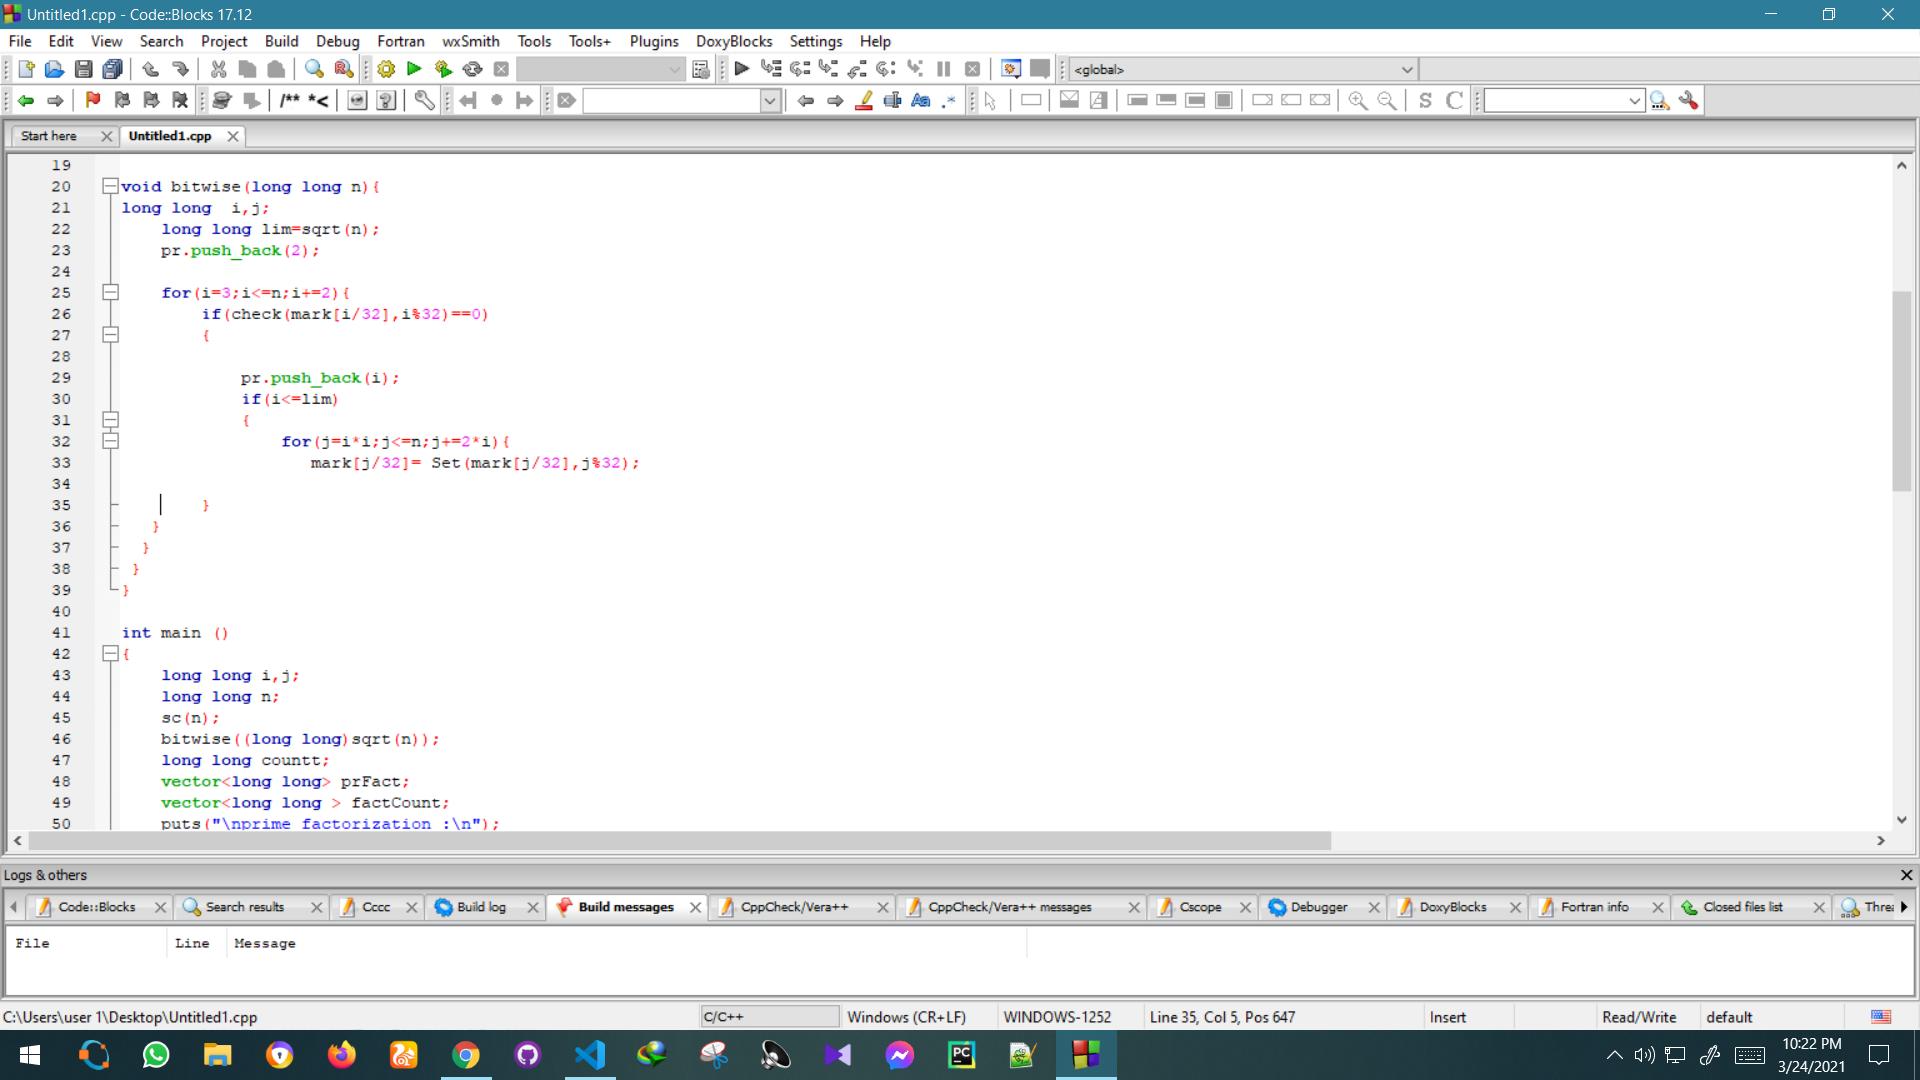 Untitled1.cpp - Code::Blocks 17.12
File Edit View Search Project Build Debug Fortran wxSmith Tools Tools+ Plugins DoxyBlocks Settings Help
<global>
/** *< Aa .* S C
Start here Untitled1.cpp
19
20 void bitwise(long long n){
21 long long  i,j;
22 long long lim=sqrt(n);
23 pr.push_back(2);
24
25 for(i=3;i<=n;i+=2){
26 if(check(mark[i/32],i%32)==0)
27 {
28
29 pr.push_back(i);
30 if(i<=lim)
31 {
32 for(j=i*i;j<=n;j+=2*i){
33 mark[j/32]= Set(mark[j/32],j%32);
34
35 }
36 }
37 }
38 }
39 }
40
41 int main ()
42 {
43 long long i,j;
44 long long n;
45 sc(n);
46 bitwise((long long)sqrt(n));
47 long long countt;
48 vector<long long> prFact;
49 vector<long long > factCount;
50 puts("\nprime factorization :\n");
Logs & others
Code::Blocks Search results Cccc Build log Build messages CppCheck/Vera++ CppCheck/Vera++ messages Cscope Debugger DoxyBlocks Fortran info Closed files list Threa
File Line Message
C:\Users\user 1\Desktop\Untitled1.cpp C/C++ Windows (CR+LF) WINDOWS-1252 Line 35, Col 5, Pos 647 Insert Read/Write default
PC
10:22 PM
3/24/2021